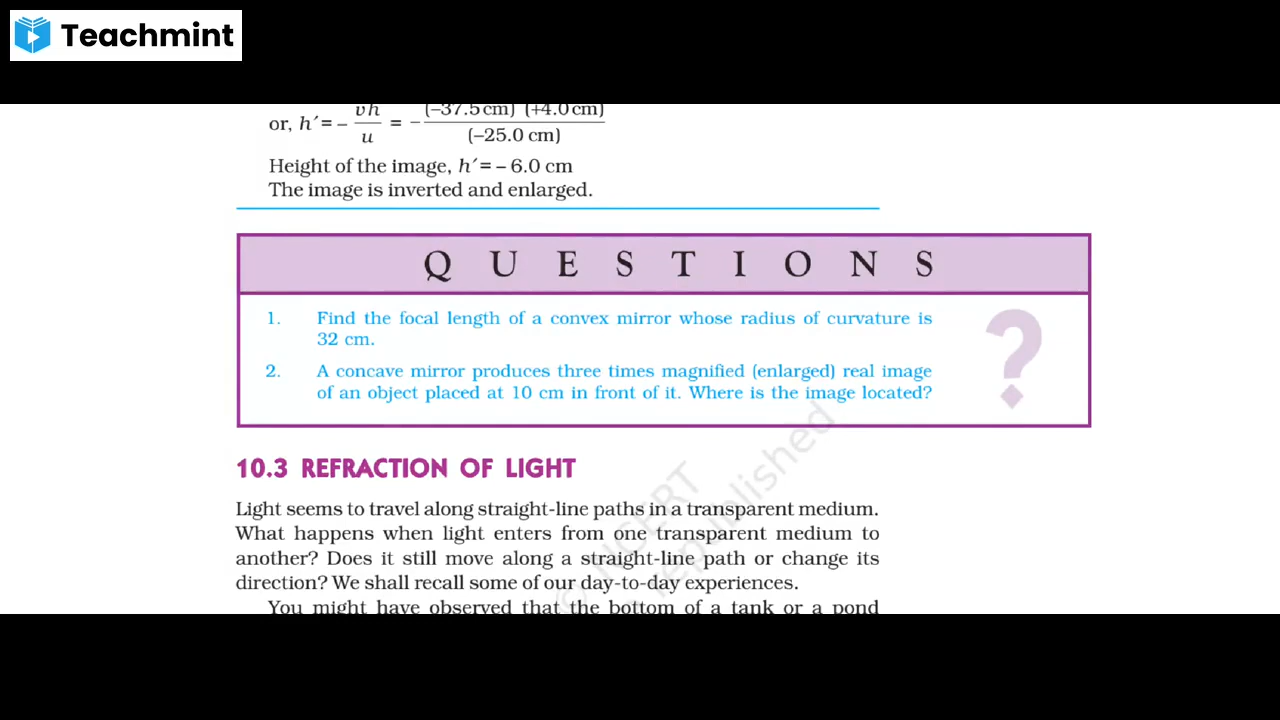 Teachmint
or, h′ = – vh/u = – (–37.5 cm) (+4.0 cm)/(–25.0 cm)
Height of the image, h′ = – 6.0 cm
The image is inverted and enlarged.
QUESTIONS
1. Find the focal length of a convex mirror whose radius of curvature is
32 cm.
2. A concave mirror produces three times magnified (enlarged) real image
of an object placed at 10 cm in front of it. Where is the image located?
?
10.3 REFRACTION OF LIGHT
Light seems to travel along straight-line paths in a transparent medium.
What happens when light enters from one transparent medium to
another? Does it still move along a straight-line path or change its
direction? We shall recall some of our day-to-day experiences.
You might have observed that the bottom of a tank or a pond
© NCERT
republished